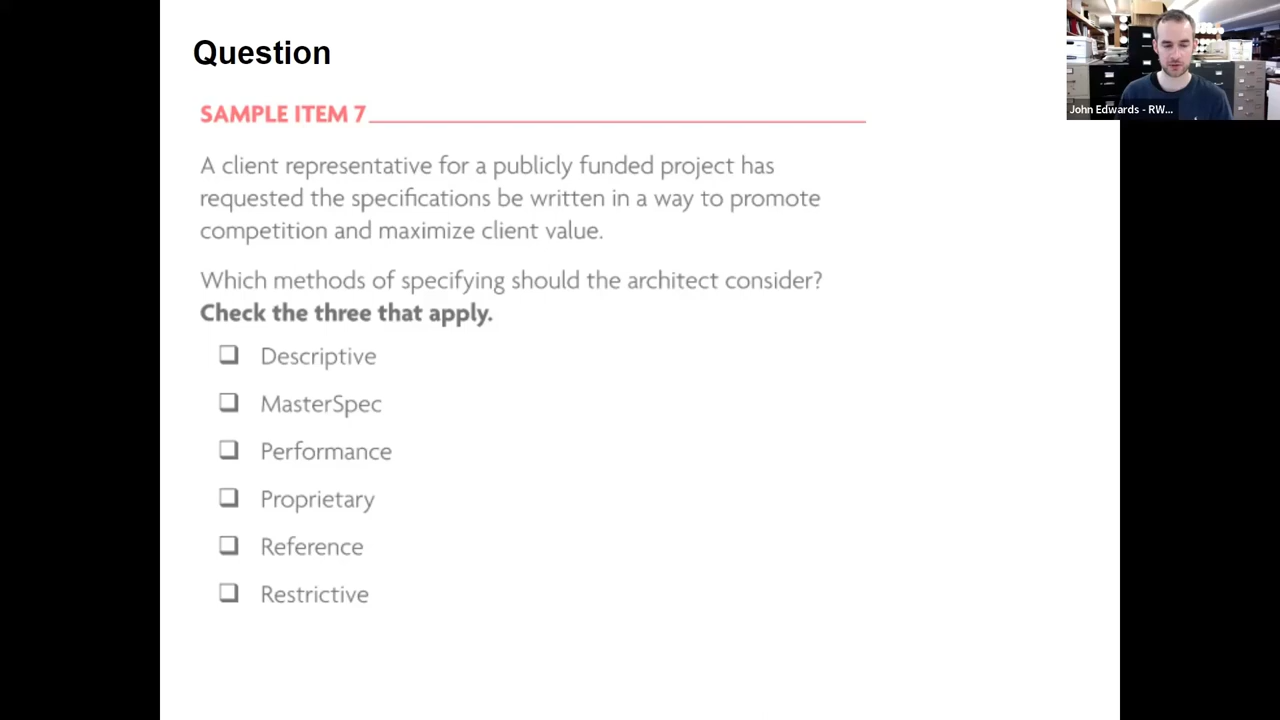 Question
John Edwards - RW...
SAMPLE ITEM 7
A client representative for a publicly funded project has
requested the specifications be written in a way to promote
competition and maximize client value.
Which methods of specifying should the architect consider?
Check the three that apply.
Descriptive
MasterSpec
Performance
Proprietary
Reference
Restrictive